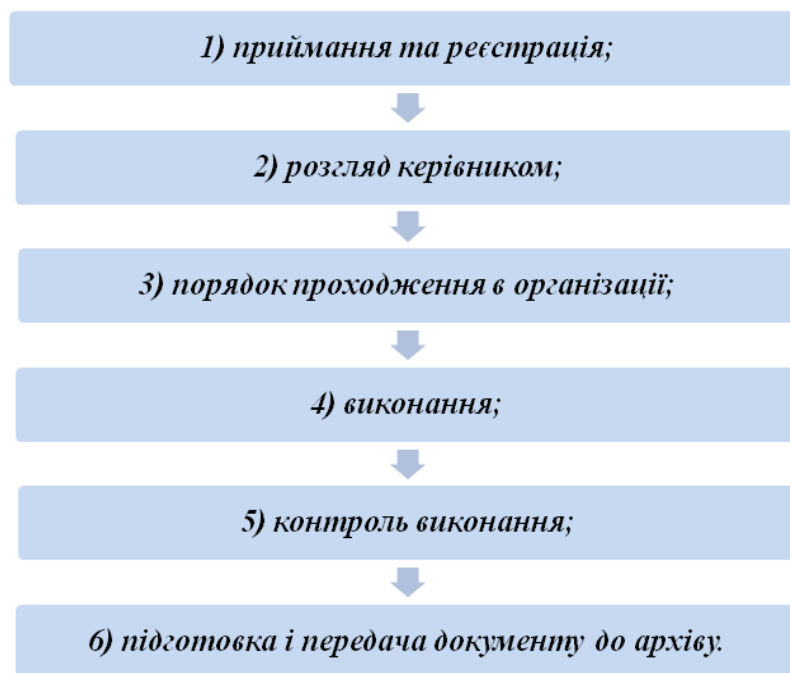 1) приймання та реєстрація;
2) розгляд керівником;
3) порядок проходження в організації;
4) виконання;
5) контроль виконання;
6) підготовка і передача документу до архіву.